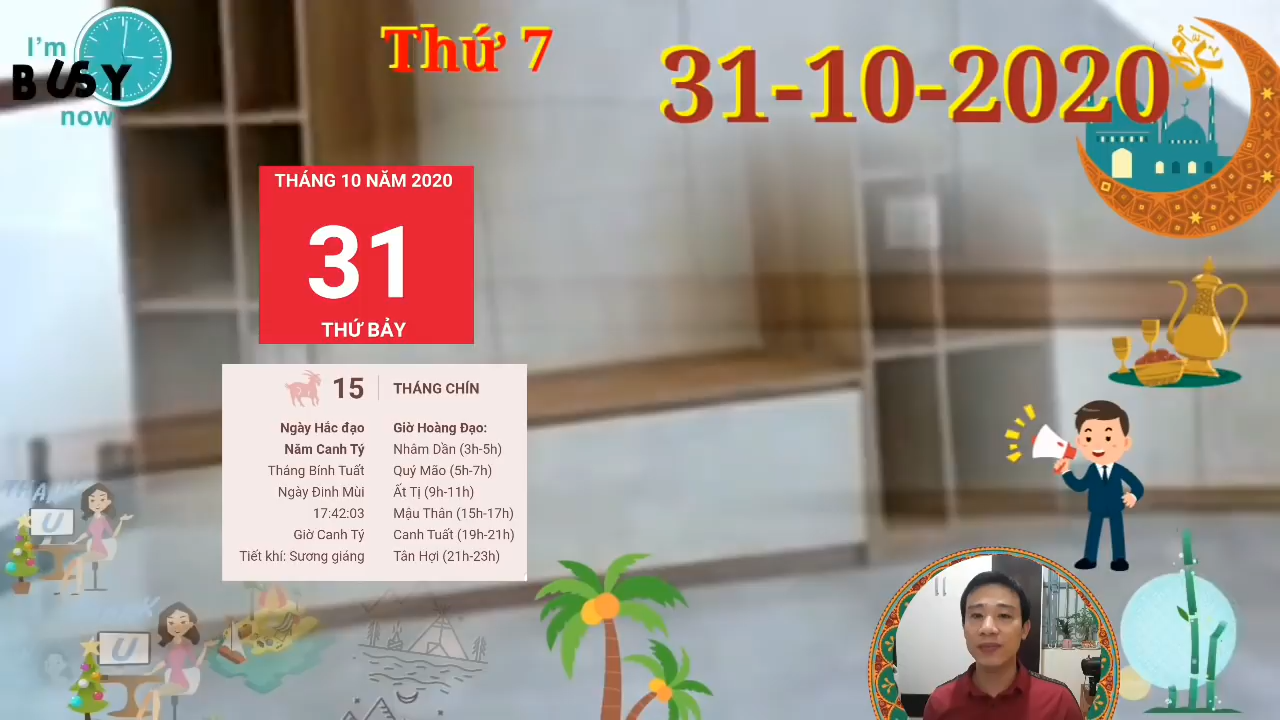 I'm
BUSY
now
Thứ 7
31-10-2020
THÁNG 10 NĂM 2020
31
THỨ BẢY
15 THÁNG CHÍN
Ngày Hắc đạo
Năm Canh Tý
Tháng Bính Tuất
Ngày Đinh Mùi
17:42:03
Giờ Canh Tý
Tiết khí: Sương giáng
Giờ Hoàng Đạo:
Nhâm Dần (3h-5h)
Quý Mão (5h-7h)
Ất Tị (9h-11h)
Mậu Thân (15h-17h)
Canh Tuất (19h-21h)
Tân Hợi (21h-23h)
THANK
U
U